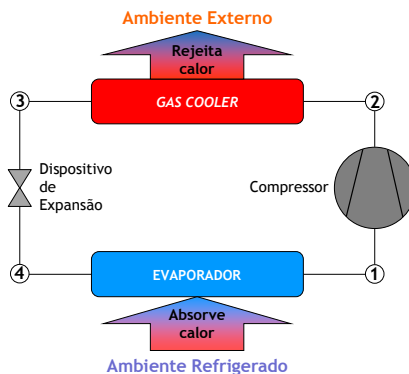 Ambiente Externo
Rejeita
calor
3
GAS COOLER
2
Dispositivo
de
Expansão
Compressor
4
EVAPORADOR
1
Absorve
calor
Ambiente Refrigerado